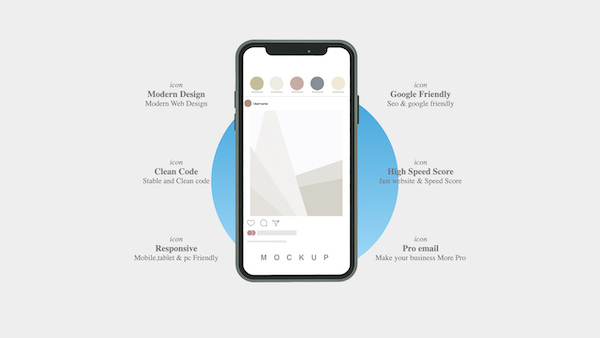 icon
Modern Design
Modern Web Design
icon
Clean Code
Stable and Clean code
icon
Responsive
Mobile,tablet & pc Friendly
Username
M O C K U P
icon
Google Friendly
Seo & google friendly
icon
High Speed Score
fast website & Speed Score
icon
Pro email
Make your business More Pro